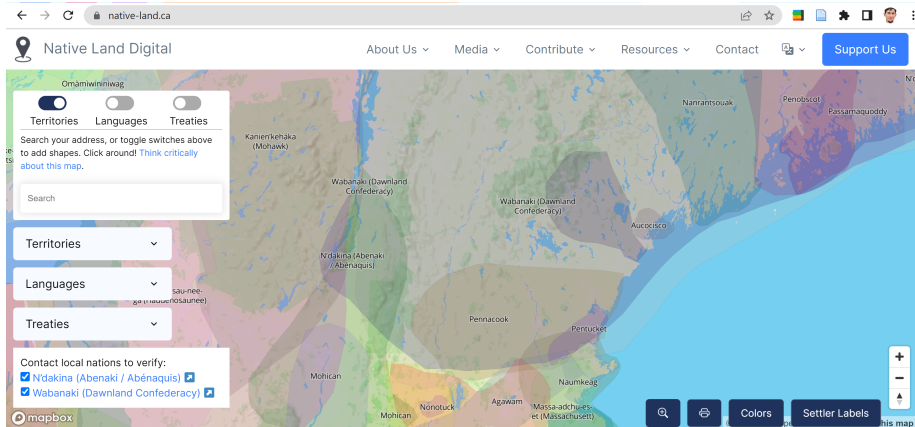 native-land.ca
Native Land Digital
About Us
Media
Contribute
Resources
Contact
Support Us
Omàmìwininìwag
Territories
Languages
Treaties
Search your address, or toggle switches above
to add shapes. Click around! Think critically
about this map.
Search
Territories
Languages
Treaties
Contact local nations to verify:
N'dakina (Abenaki / Abénaquis)
Wabanaki (Dawnland Confederacy)
mapbox
Kanien'kehá:ka
(Mohawk)
Wabanaki (Dawnland
Confederacy)
Wabanaki (Dawnland
Confederacy)
Nanrantsouak
Penobscot
Passamaquoddy
Aucocisco
N'dakina (Abenaki
/ Abénaquis)
Pennacook
Pentucket
Mohican
Mohican
Nonotuck
Agawam
Naumkeag
Massa-adchu-es-
et (Massachusett)
Colors
Settler Labels
his map